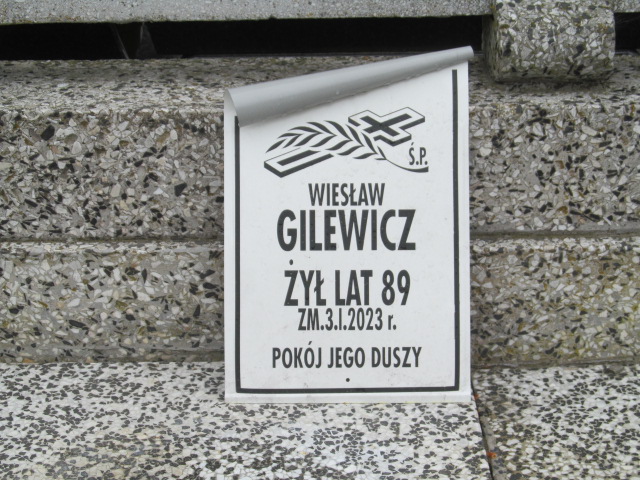 Ś.P.
WIESŁAW
GILEWICZ
ŻYŁ LAT 89
ZM.3.I.2023 r.
POKÓJ JEGO DUSZY